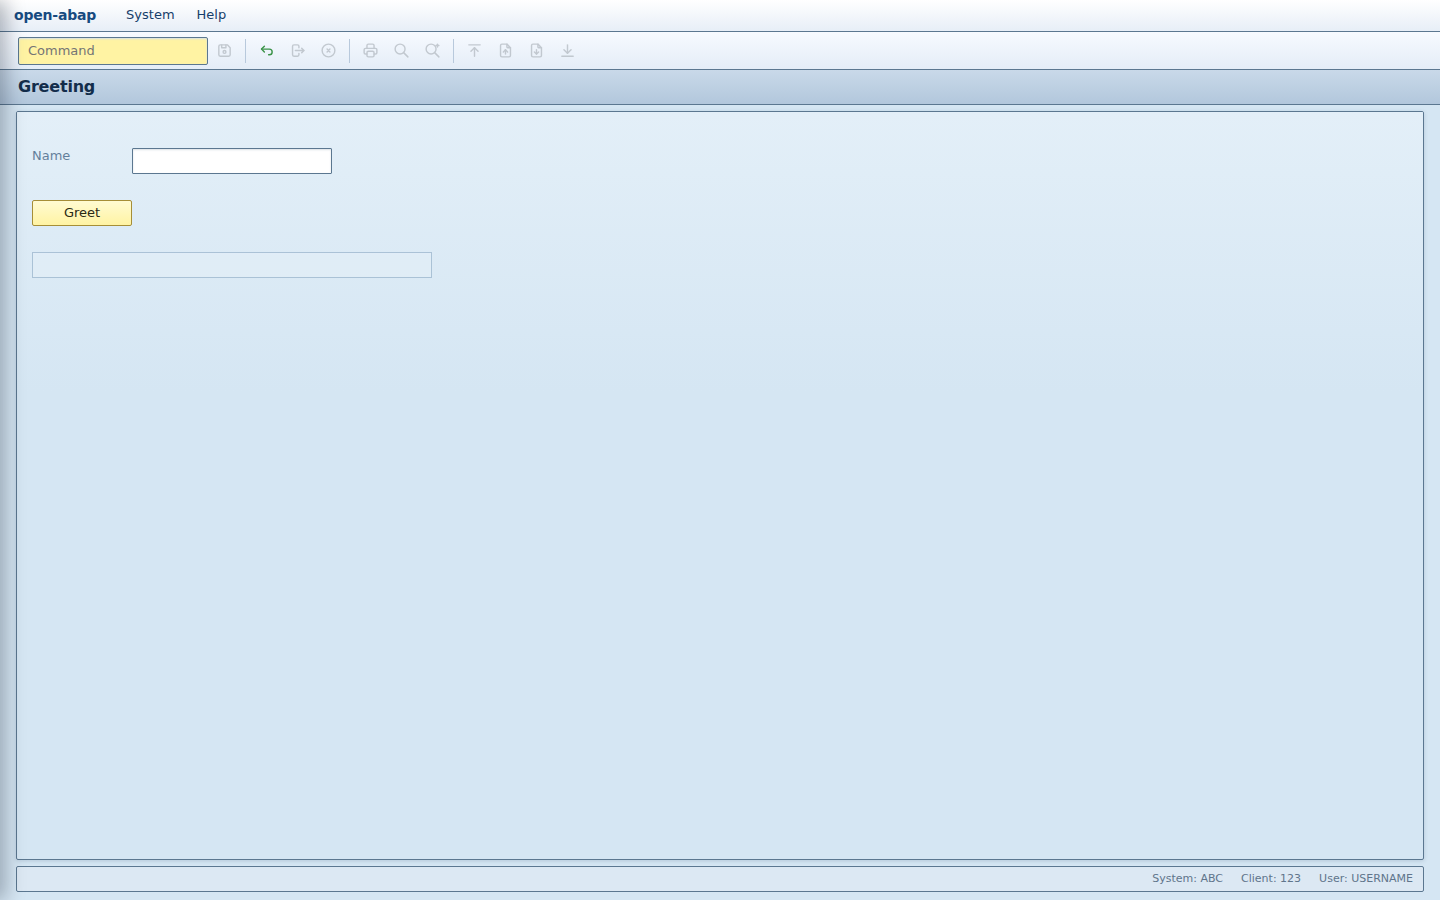 open-abap System Help
Command
Greeting
Name
Greet
System: ABC Client: 123 User: USERNAME